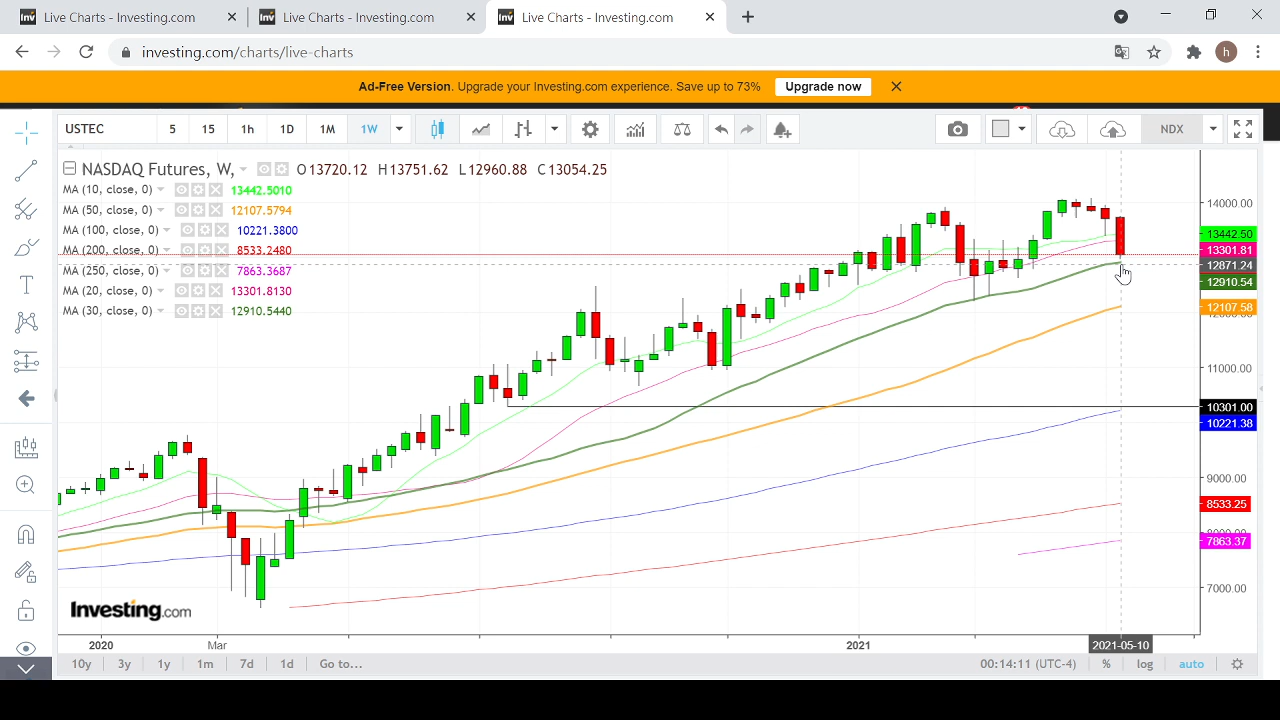 Live Charts - Investing.com
Live Charts - Investing.com
Live Charts - Investing.com
investing.com/charts/live-charts
h
Ad-Free Version. Upgrade your Investing.com experience. Save up to 73%
Upgrade now
USTEC 5 15 1h 1D 1M 1W NDX
NASDAQ Futures, W, O13720.12 H13751.62 L12960.88 C13054.25
MA (10, close, 0) 13442.5010
MA (50, close, 0) 12107.5794
MA (100, close, 0) 10221.3800
MA (200, close, 0) 8533.2480
MA (250, close, 0) 7863.3687
MA (20, close, 0) 13301.8130
MA (30, close, 0) 12910.5440
14000.00
13442.50
13301.81
12871.24
12910.54
12107.58
11000.00
10301.00
10221.38
9000.00
8533.25
7863.37
7000.00
Investing.com
2020 Mar 2021 2021-05-10
10y 3y 1y 1m 7d 1d Go to... 00:14:11 (UTC-4) % log auto